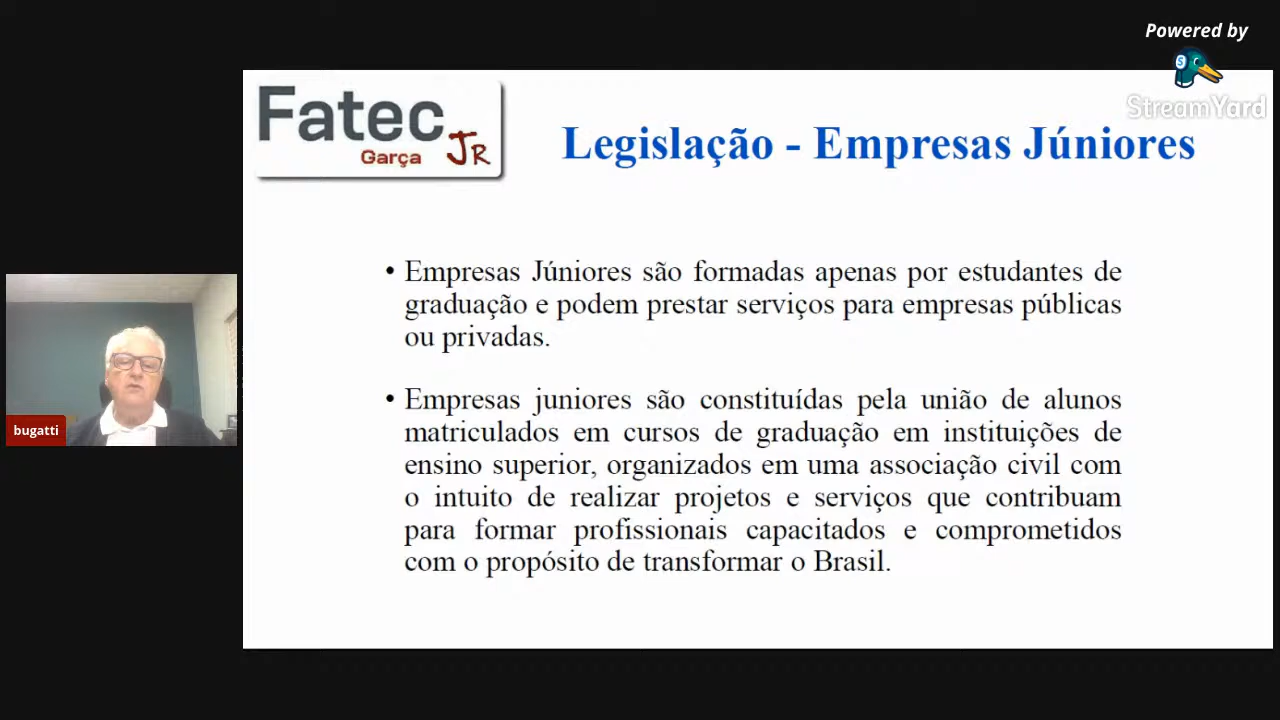 Powered by
StreamYard
Fatec
Garça JR
Legislação - Empresas Júniores
• Empresas Júniores são formadas apenas por estudantes de
graduação e podem prestar serviços para empresas públicas
ou privadas.
• Empresas juniores são constituídas pela união de alunos
matriculados em cursos de graduação em instituições de
ensino superior, organizados em uma associação civil com
o intuito de realizar projetos e serviços que contribuam
para formar profissionais capacitados e comprometidos
com o propósito de transformar o Brasil.
bugatti